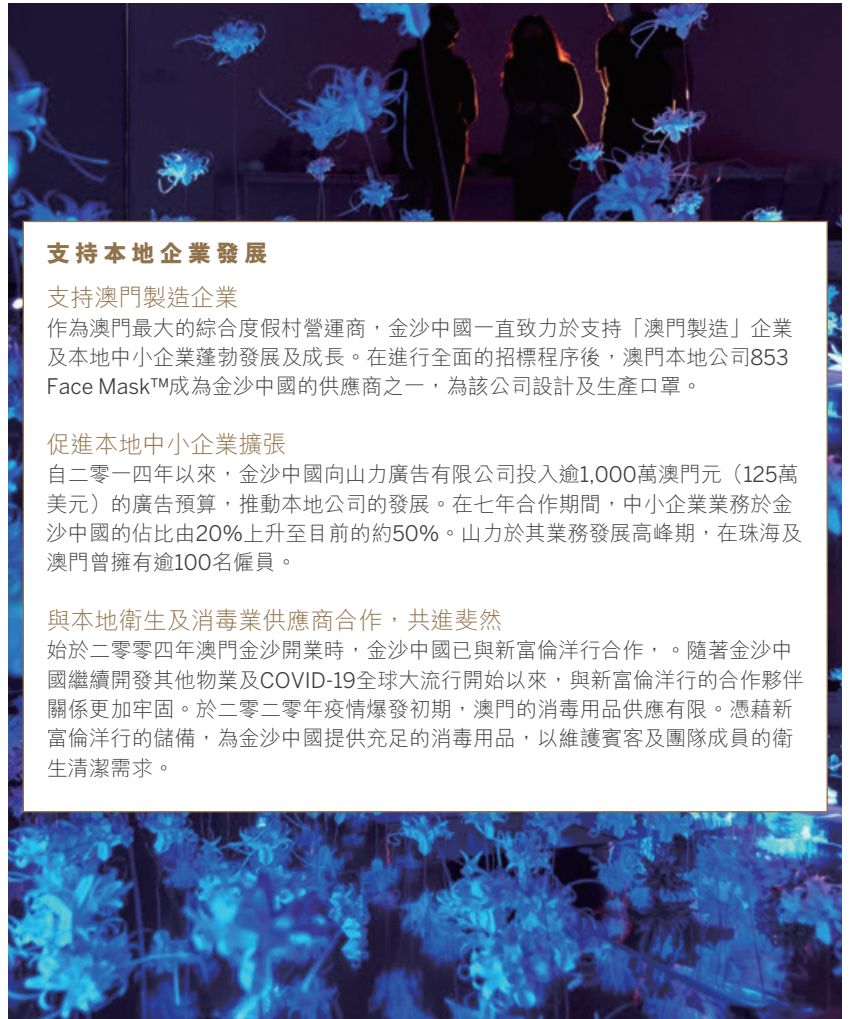 支持本地企業發展
支持澳門製造企業
作為澳門最大的綜合度假村營運商，金沙中國一直致力於支持「澳門製造」企業
及本地中小企業蓬勃發展及成長。在進行全面的招標程序後，澳門本地公司853
Face Mask™成為金沙中國的供應商之一，為該公司設計及生產口罩。
促進本地中小企業擴張
自二零一四年以來，金沙中國向山力廣告有限公司投入逾1,000萬澳門元（125萬
美元）的廣告預算，推動本地公司的發展。在七年合作期間，中小企業業務於金
沙中國的佔比由20%上升至目前的約50%。山力於其業務發展高峰期，在珠海及
澳門曾擁有逾100名僱員。
與本地衛生及消毒業供應商合作，共進斐然
始於二零零四年澳門金沙開業時，金沙中國已與新富倫洋行合作，。隨著金沙中
國繼續開發其他物業及COVID-19全球大流行開始以來，與新富倫洋行的合作夥伴
關係更加牢固。於二零二零年疫情爆發初期，澳門的消毒用品供應有限。憑藉新
富倫洋行的儲備，為金沙中國提供充足的消毒用品，以維護賓客及團隊成員的衛
生清潔需求。